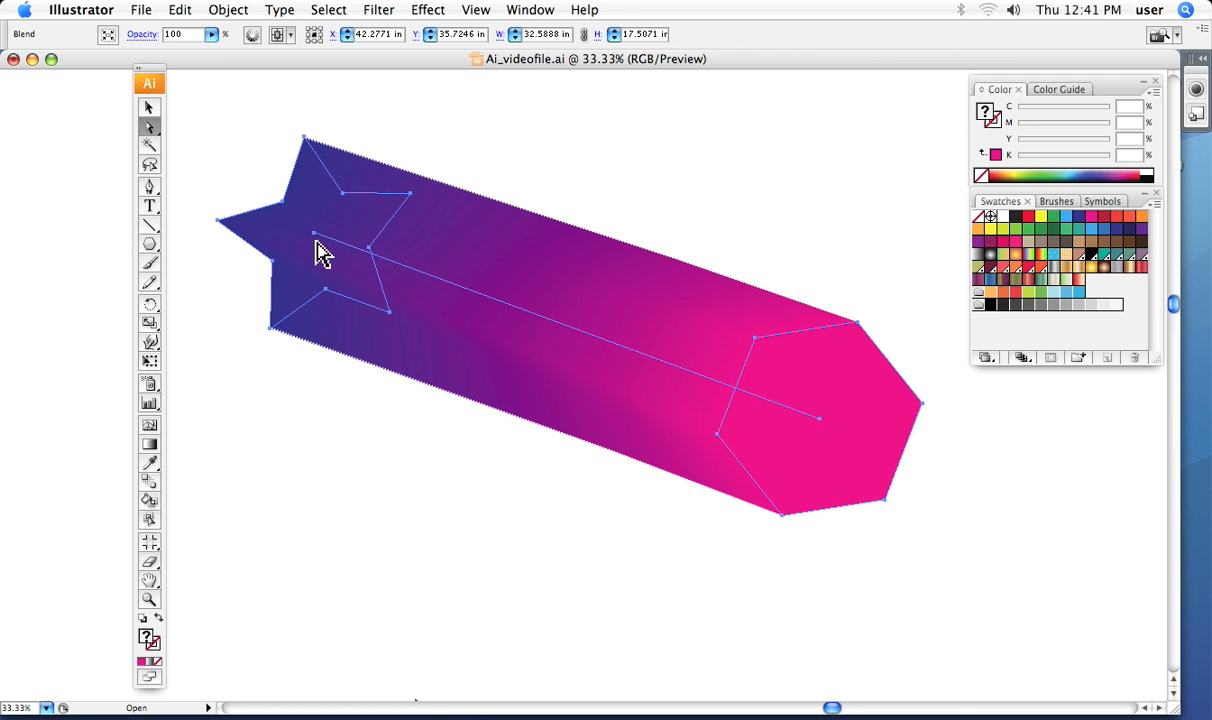 Illustrator File Edit Object Type Select Filter Effect View Window Help Thu 12:41 PM user
Blend Opacity: 100 % X: 42.2771 in Y: 35.7246 in W: 32.5888 in H: 17.5071 in
Ai_videofile.ai @ 33.33% (RGB/Preview)
Ai
Color Color Guide
C %
M %
Y %
K %
Swatches Brushes Symbols
T
33.33% Open